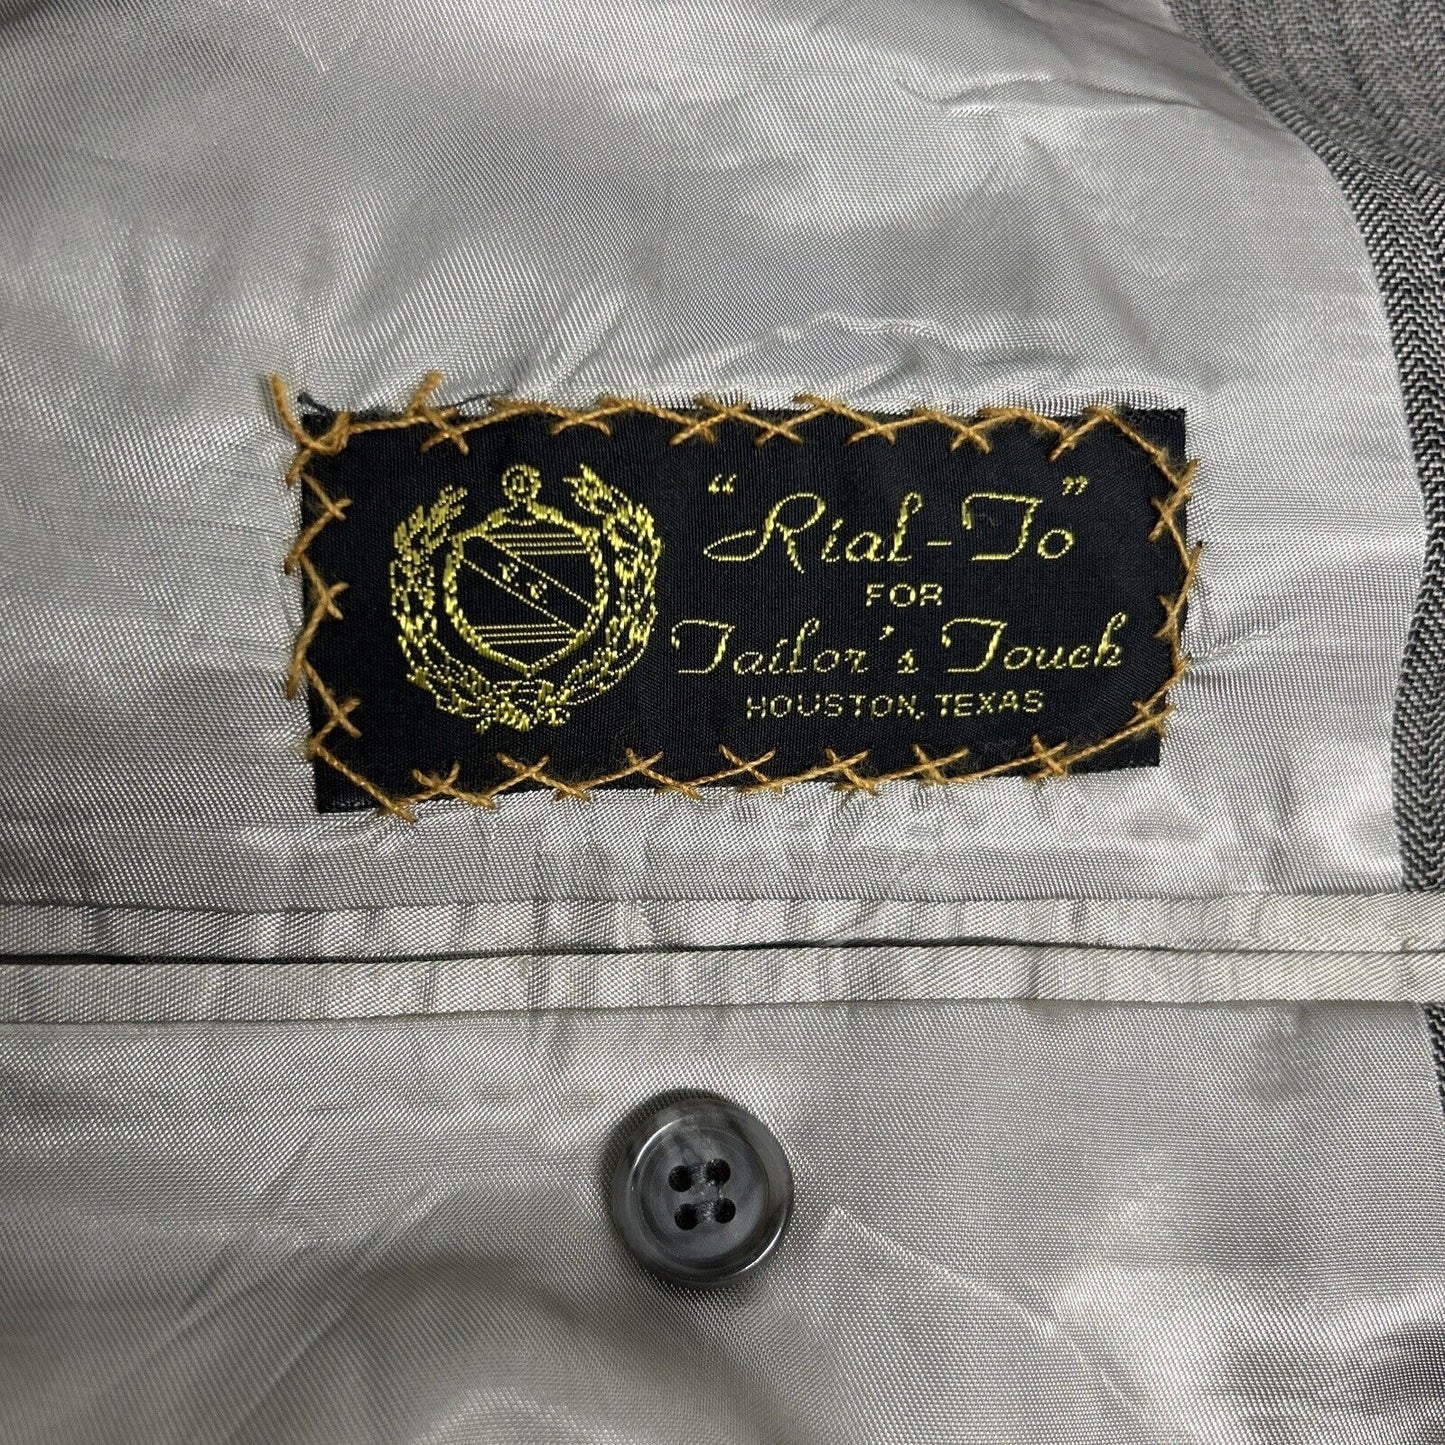 "Rial-To"
FOR
Tailor's Touch
HOUSTON, TEXAS